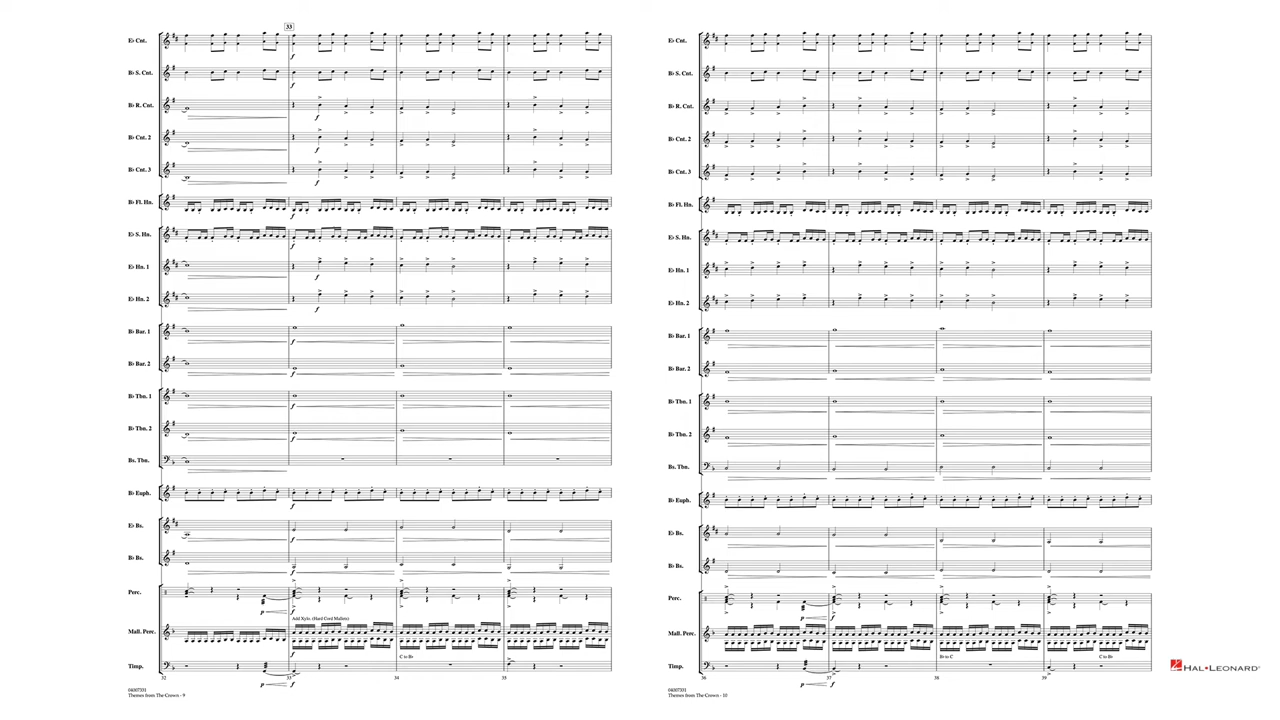 33
E♭ Cnt.
B♭ S. Cnt.
B♭ R. Cnt.
B♭ Cnt. 2
B♭ Cnt. 3
B♭ Fl. Hn.
E♭ S. Hn.
E♭ Hn. 1
E♭ Hn. 2
B♭ Bar. 1
B♭ Bar. 2
B♭ Tbn. 1
B♭ Tbn. 2
Bs. Tbn.
B♭ Euph.
E♭ Bs.
B♭ Bs.
Perc.
Add Xylo. (Hard Cord Mallets)
Mall. Perc.
C to B♭
Timp.
32 33 34 35
04007331
Themes from The Crown - 9
E♭ Cnt.
B♭ S. Cnt.
B♭ R. Cnt.
B♭ Cnt. 2
B♭ Cnt. 3
B♭ Fl. Hn.
E♭ S. Hn.
E♭ Hn. 1
E♭ Hn. 2
B♭ Bar. 1
B♭ Bar. 2
B♭ Tbn. 1
B♭ Tbn. 2
Bs. Tbn.
B♭ Euph.
E♭ Bs.
B♭ Bs.
Perc.
Mall. Perc.
B♭ to C C to B♭
Timp.
36 37 38 39
04007331
Themes from The Crown - 10
HAL•LEONARD®